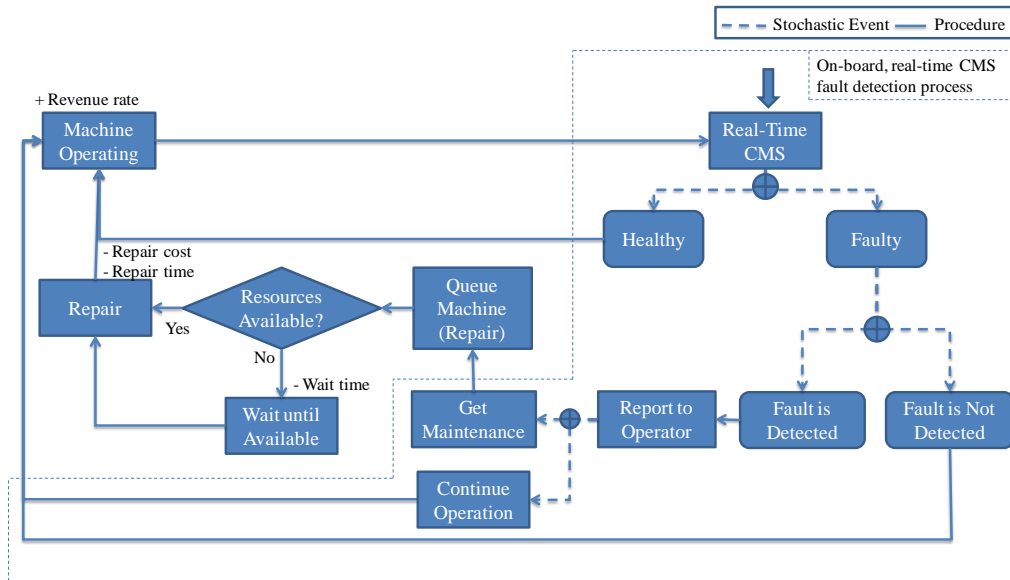 Stochastic Event
Procedure
On-board, real-time CMS
fault detection process
+ Revenue rate
Machine
Operating
Real-Time
CMS
Healthy
Faulty
- Repair cost
- Repair time
Repair
Yes
Resources
Available?
No
Queue
Machine
(Repair)
- Wait time
Wait until
Available
Get
Maintenance
Report to
Operator
Fault is
Detected
Fault is Not
Detected
Continue
Operation